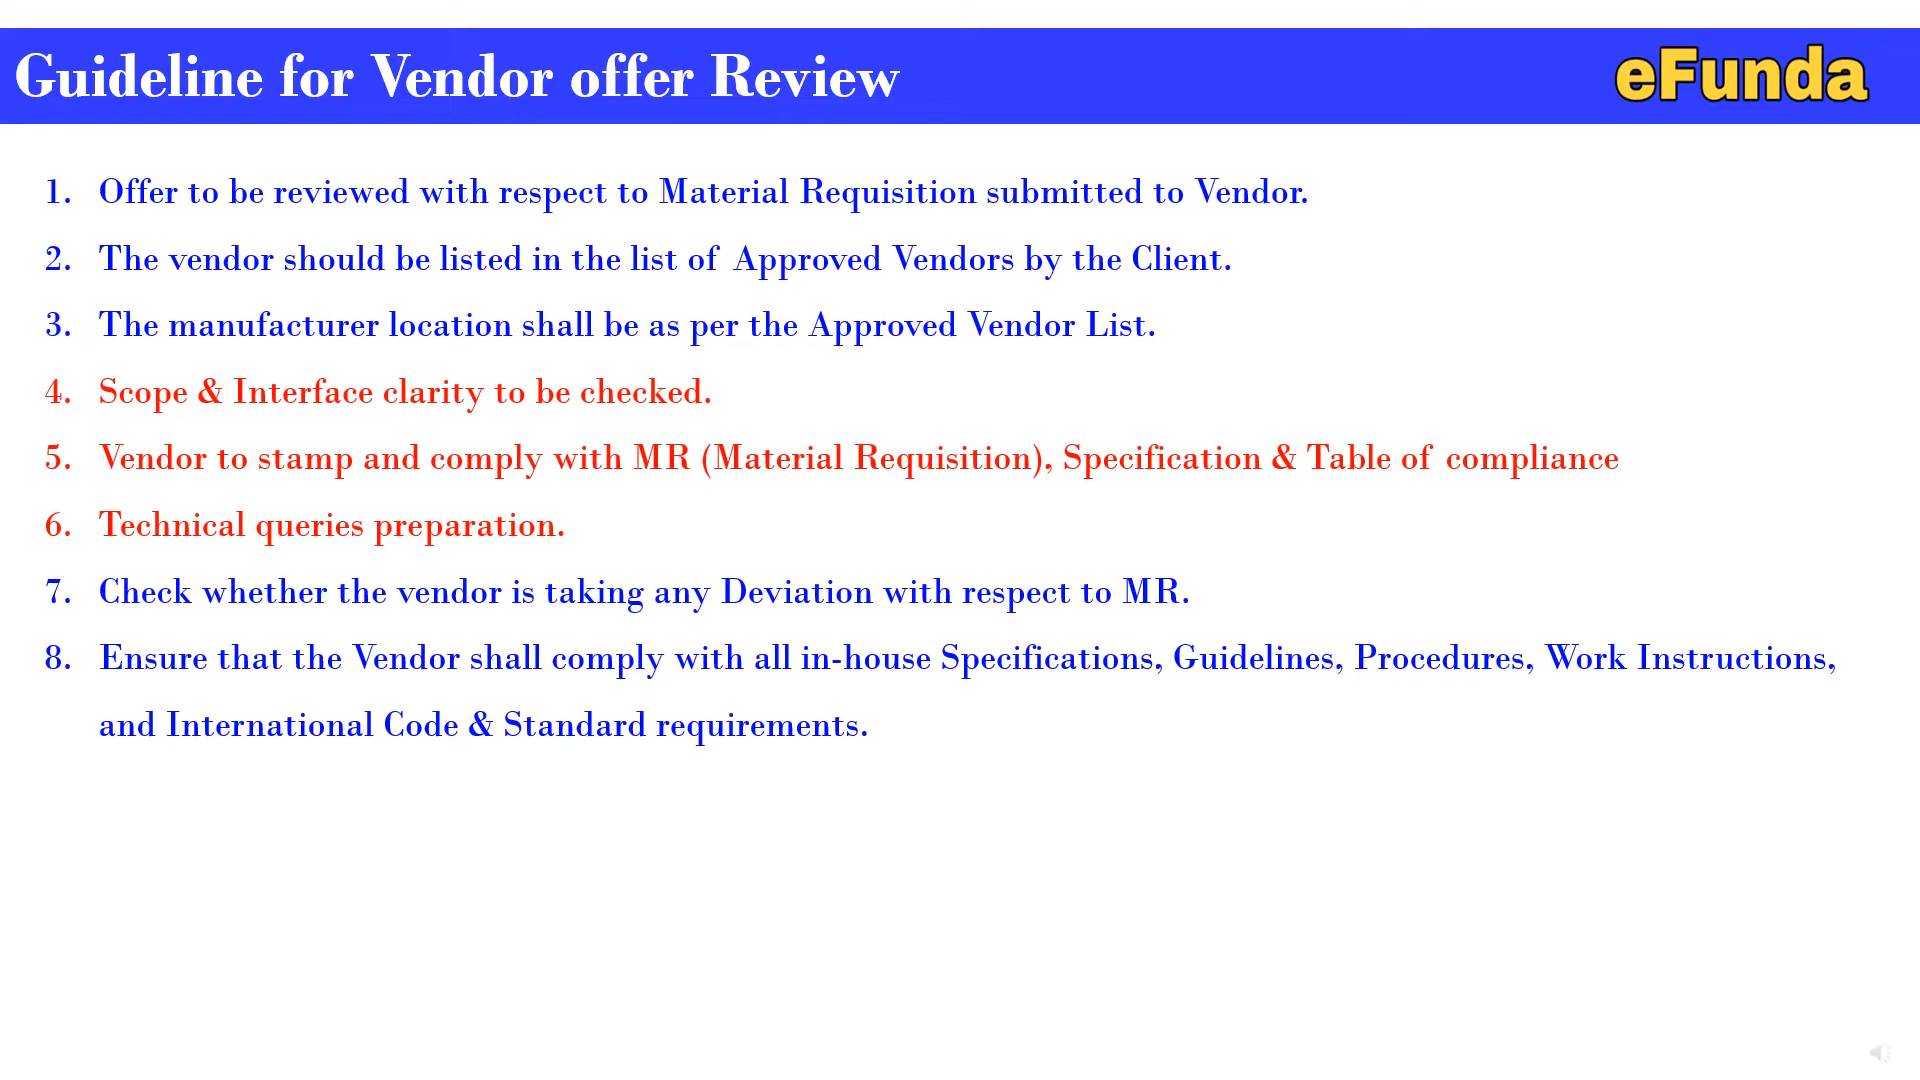 Guideline for Vendor offer Review
eFunda
1. Offer to be reviewed with respect to Material Requisition submitted to Vendor.
2. The vendor should be listed in the list of Approved Vendors by the Client.
3. The manufacturer location shall be as per the Approved Vendor List.
4. Scope & Interface clarity to be checked.
5. Vendor to stamp and comply with MR (Material Requisition), Specification & Table of compliance
6. Technical queries preparation.
7. Check whether the vendor is taking any Deviation with respect to MR.
8. Ensure that the Vendor shall comply with all in-house Specifications, Guidelines, Procedures, Work Instructions,
and International Code & Standard requirements.